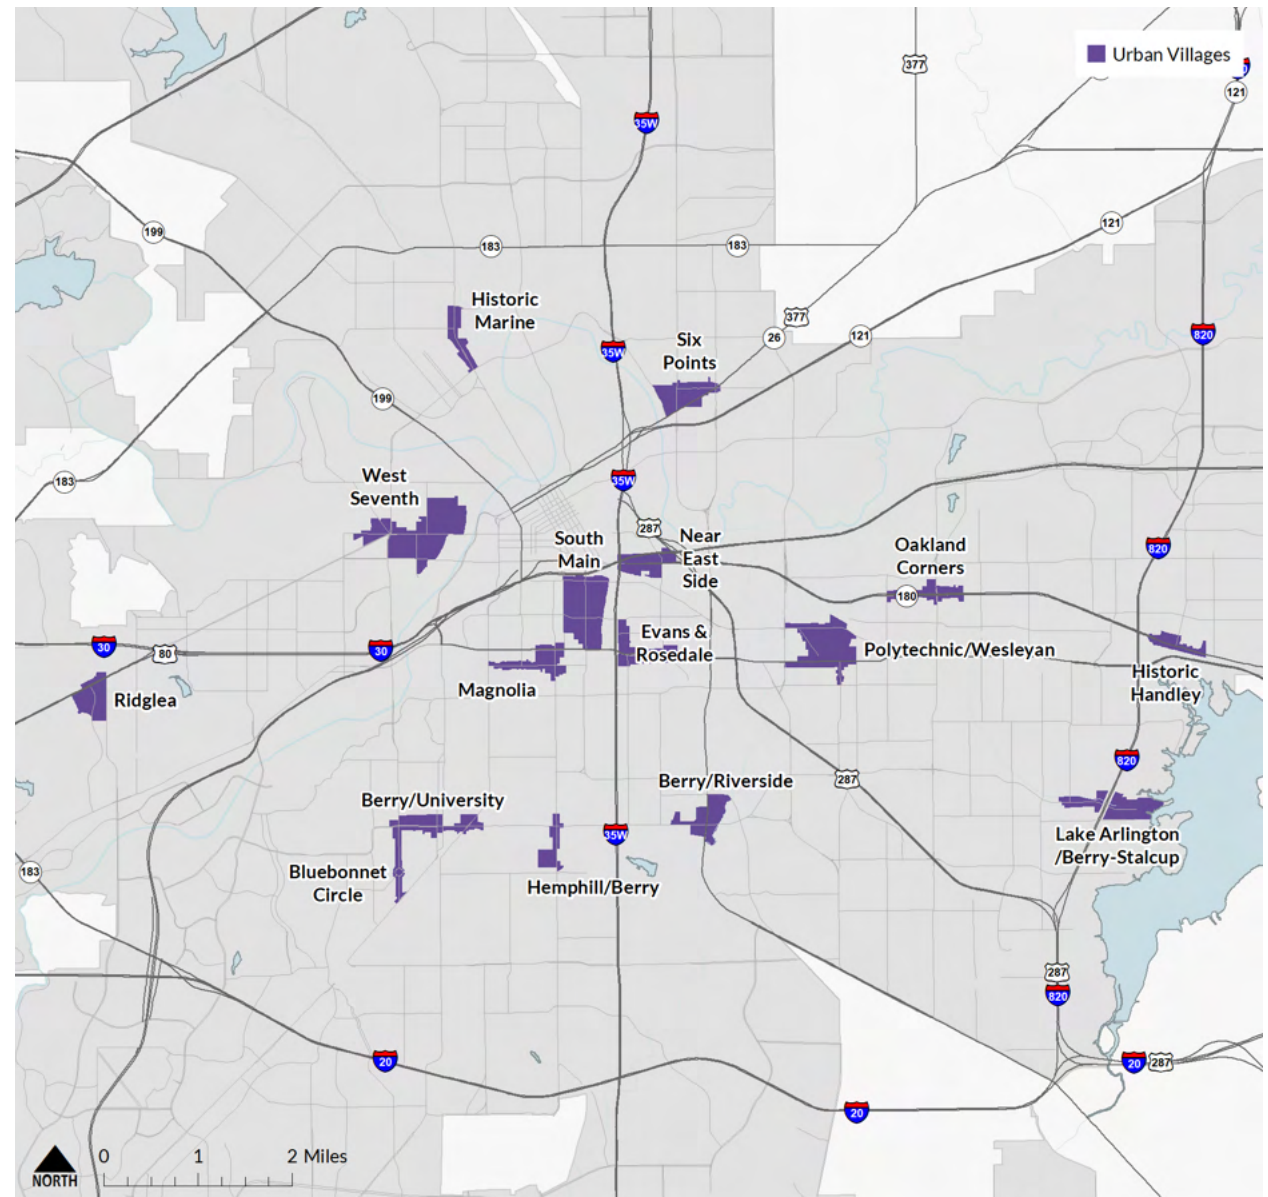 Urban Villages
377
35W
121
199
183
183
121
Historic
Marine
377
26
121
820
Six
Points
35W
199
183
West
Seventh
35W
287
South
Main
Near
East
Side
Oakland
Corners
820
180
30
80
30
Evans &
Rosedale
Polytechnic/Wesleyan
Magnolia
Historic
Handley
Ridglea
820
Berry/Riverside
287
Berry/University
35W
Lake Arlington
/Berry-Stalcup
183
Bluebonnet
Circle
Hemphill/Berry
287
820
20
20
287
20
NORTH
0 1 2 Miles